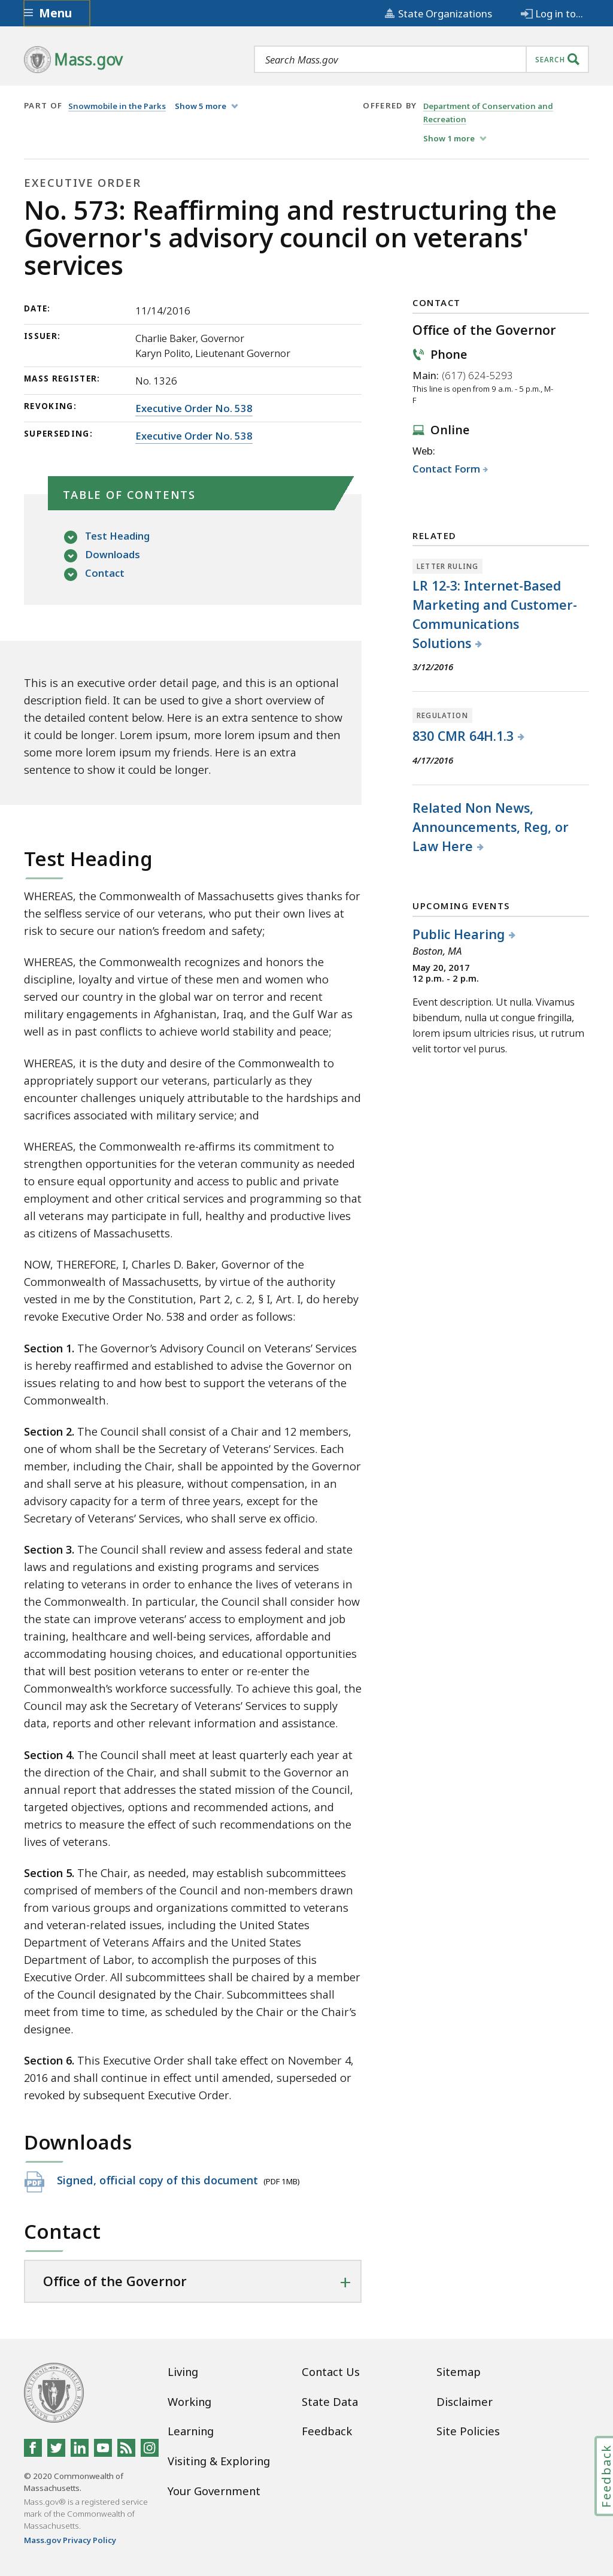 Menu
State Organizations
Log in to...
Mass.gov
Search Mass.gov
SEARCH
PART OF Snowmobile in the Parks Show 5 more
OFFERED BY Department of Conservation and
Recreation
Show 1 more
EXECUTIVE ORDER
No. 573: Reaffirming and restructuring the
Governor's advisory council on veterans'
services
DATE: 11/14/2016
ISSUER: Charlie Baker, Governor
Karyn Polito, Lieutenant Governor
MASS REGISTER: No. 1326
REVOKING: Executive Order No. 538
SUPERSEDING: Executive Order No. 538
TABLE OF CONTENTS
Test Heading
Downloads
Contact
This is an executive order detail page, and this is an optional
description field. It can be used to give a short overview of
the detailed content below. Here is an extra sentence to show
it could be longer. Lorem ipsum, more lorem ipsum and then
some more lorem ipsum my friends. Here is an extra
sentence to show it could be longer.
Test Heading
WHEREAS, the Commonwealth of Massachusetts gives thanks for
the selfless service of our veterans, who put their own lives at
risk to secure our nation’s freedom and safety;
WHEREAS, the Commonwealth recognizes and honors the
discipline, loyalty and virtue of these men and women who
served our country in the global war on terror and recent
military engagements in Afghanistan, Iraq, and the Gulf War as
well as in past conflicts to achieve world stability and peace;
WHEREAS, it is the duty and desire of the Commonwealth to
appropriately support our veterans, particularly as they
encounter challenges uniquely attributable to the hardships and
sacrifices associated with military service; and
WHEREAS, the Commonwealth re-affirms its commitment to
strengthen opportunities for the veteran community as needed
to ensure equal opportunity and access to public and private
employment and other critical services and programming so that
all veterans may participate in full, healthy and productive lives
as citizens of Massachusetts.
NOW, THEREFORE, I, Charles D. Baker, Governor of the
Commonwealth of Massachusetts, by virtue of the authority
vested in me by the Constitution, Part 2, c. 2, § I, Art. I, do hereby
revoke Executive Order No. 538 and order as follows:
Section 1. The Governor’s Advisory Council on Veterans’ Services
is hereby reaffirmed and established to advise the Governor on
issues relating to and how best to support the veterans of the
Commonwealth.
Section 2. The Council shall consist of a Chair and 12 members,
one of whom shall be the Secretary of Veterans’ Services. Each
member, including the Chair, shall be appointed by the Governor
and shall serve at his pleasure, without compensation, in an
advisory capacity for a term of three years, except for the
Secretary of Veterans’ Services, who shall serve ex officio.
Section 3. The Council shall review and assess federal and state
laws and regulations and existing programs and services
relating to veterans in order to enhance the lives of veterans in
the Commonwealth. In particular, the Council shall consider how
the state can improve veterans’ access to employment and job
training, healthcare and well-being services, affordable and
accommodating housing choices, and educational opportunities
that will best position veterans to enter or re-enter the
Commonwealth’s workforce successfully. To achieve this goal, the
Council may ask the Secretary of Veterans’ Services to supply
data, reports and other relevant information and assistance.
Section 4. The Council shall meet at least quarterly each year at
the direction of the Chair, and shall submit to the Governor an
annual report that addresses the stated mission of the Council,
targeted objectives, options and recommended actions, and
metrics to measure the effect of such recommendations on the
lives of veterans.
Section 5. The Chair, as needed, may establish subcommittees
comprised of members of the Council and non-members drawn
from various groups and organizations committed to veterans
and veteran-related issues, including the United States
Department of Veterans Affairs and the United States
Department of Labor, to accomplish the purposes of this
Executive Order. All subcommittees shall be chaired by a member
of the Council designated by the Chair. Subcommittees shall
meet from time to time, as scheduled by the Chair or the Chair’s
designee.
Section 6. This Executive Order shall take effect on November 4,
2016 and shall continue in effect until amended, superseded or
revoked by subsequent Executive Order.
Downloads
PDF
Signed, official copy of this document (PDF 1MB)
Contact
Office of the Governor
CONTACT
Office of the Governor
Phone
Main: (617) 624-5293
This line is open from 9 a.m. - 5 p.m., M-
F
Online
Web:
Contact Form
RELATED
LETTER RULING
LR 12-3: Internet-Based
Marketing and Customer-
Communications
Solutions
3/12/2016
REGULATION
830 CMR 64H.1.3
4/17/2016
Related Non News,
Announcements, Reg, or
Law Here
UPCOMING EVENTS
Public Hearing
Boston, MA
May 20, 2017
12 p.m. - 2 p.m.
Event description. Ut nulla. Vivamus
bibendum, nulla ut congue fringilla,
lorem ipsum ultricies risus, ut rutrum
velit tortor vel purus.
Living
Working
Learning
Visiting & Exploring
Your Government
Contact Us
State Data
Feedback
Sitemap
Disclaimer
Site Policies
© 2020 Commonwealth of
Massachusetts.
Mass.gov® is a registered service
mark of the Commonwealth of
Massachusetts.
Mass.gov Privacy Policy
Feedback